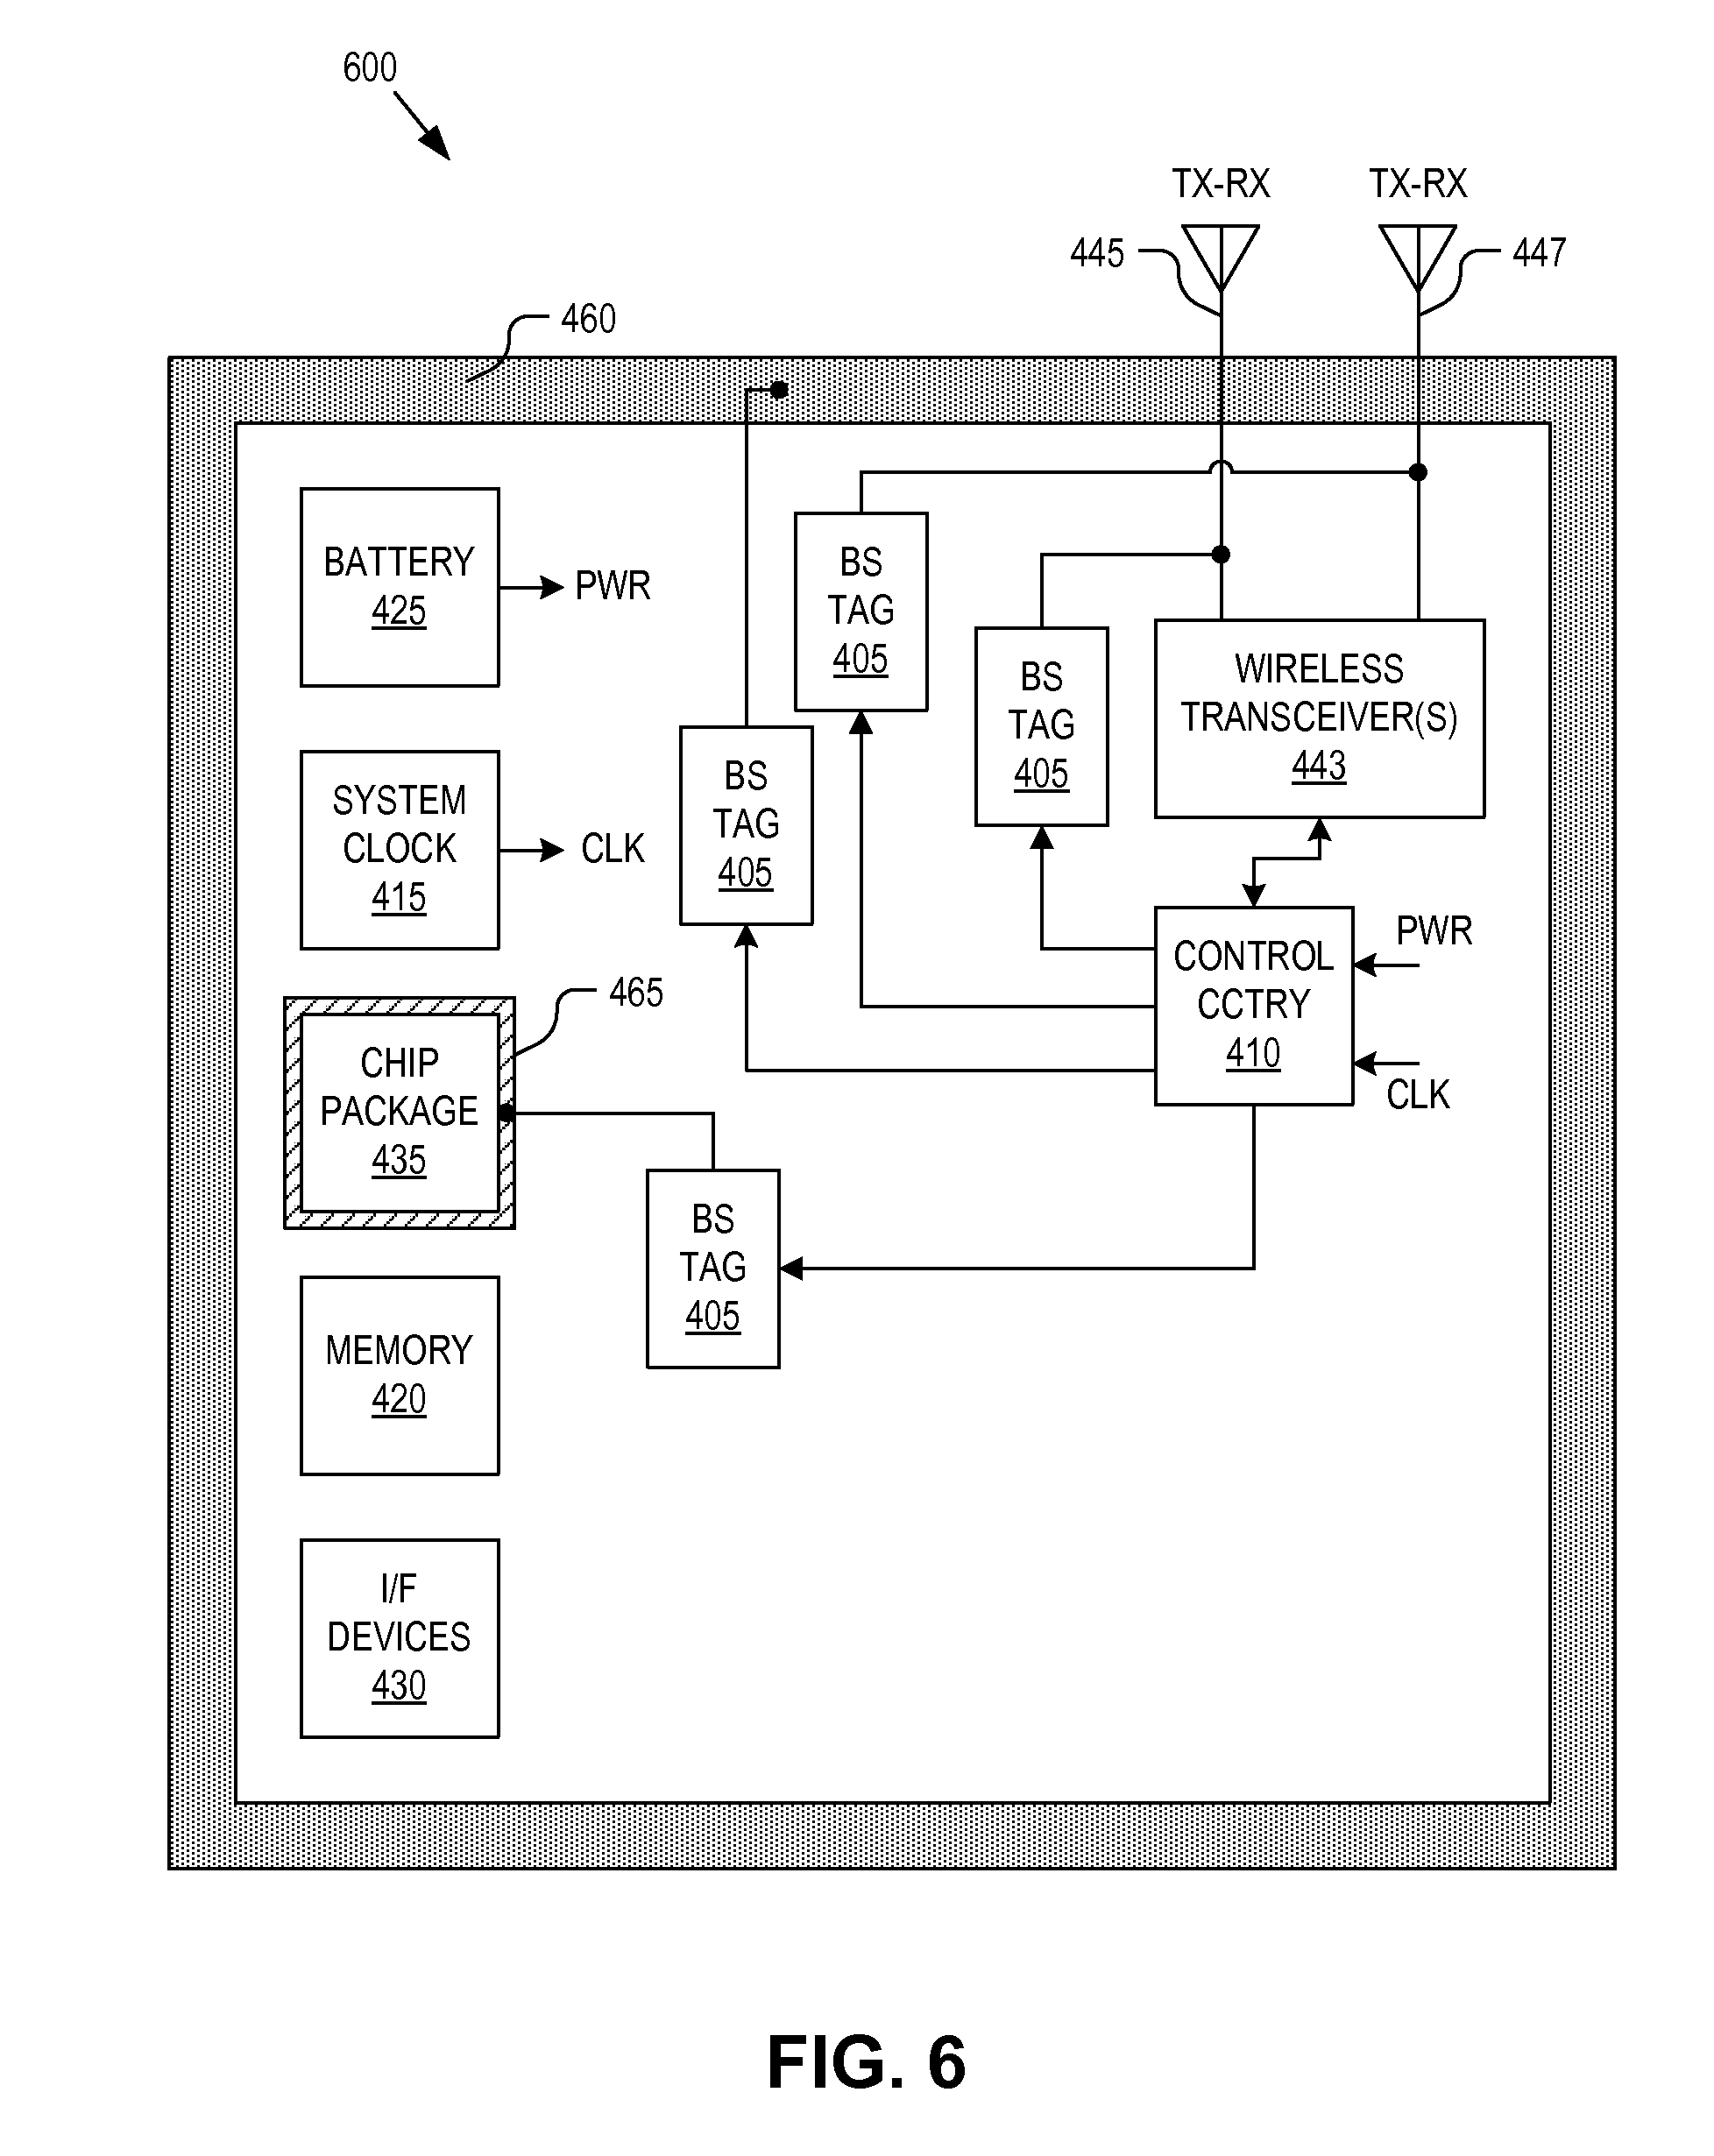 600
TX-RX
TX-RX
445
447
460
BATTERY
425
PWR
BS
TAG
405
BS
TAG
405
WIRELESS
TRANSCEIVER(S)
443
SYSTEM
CLOCK
415
CLK
BS
TAG
405
CONTROL
CCTRY
410
PWR
CLK
465
CHIP
PACKAGE
435
BS
TAG
405
MEMORY
420
I/F
DEVICES
430
FIG. 6